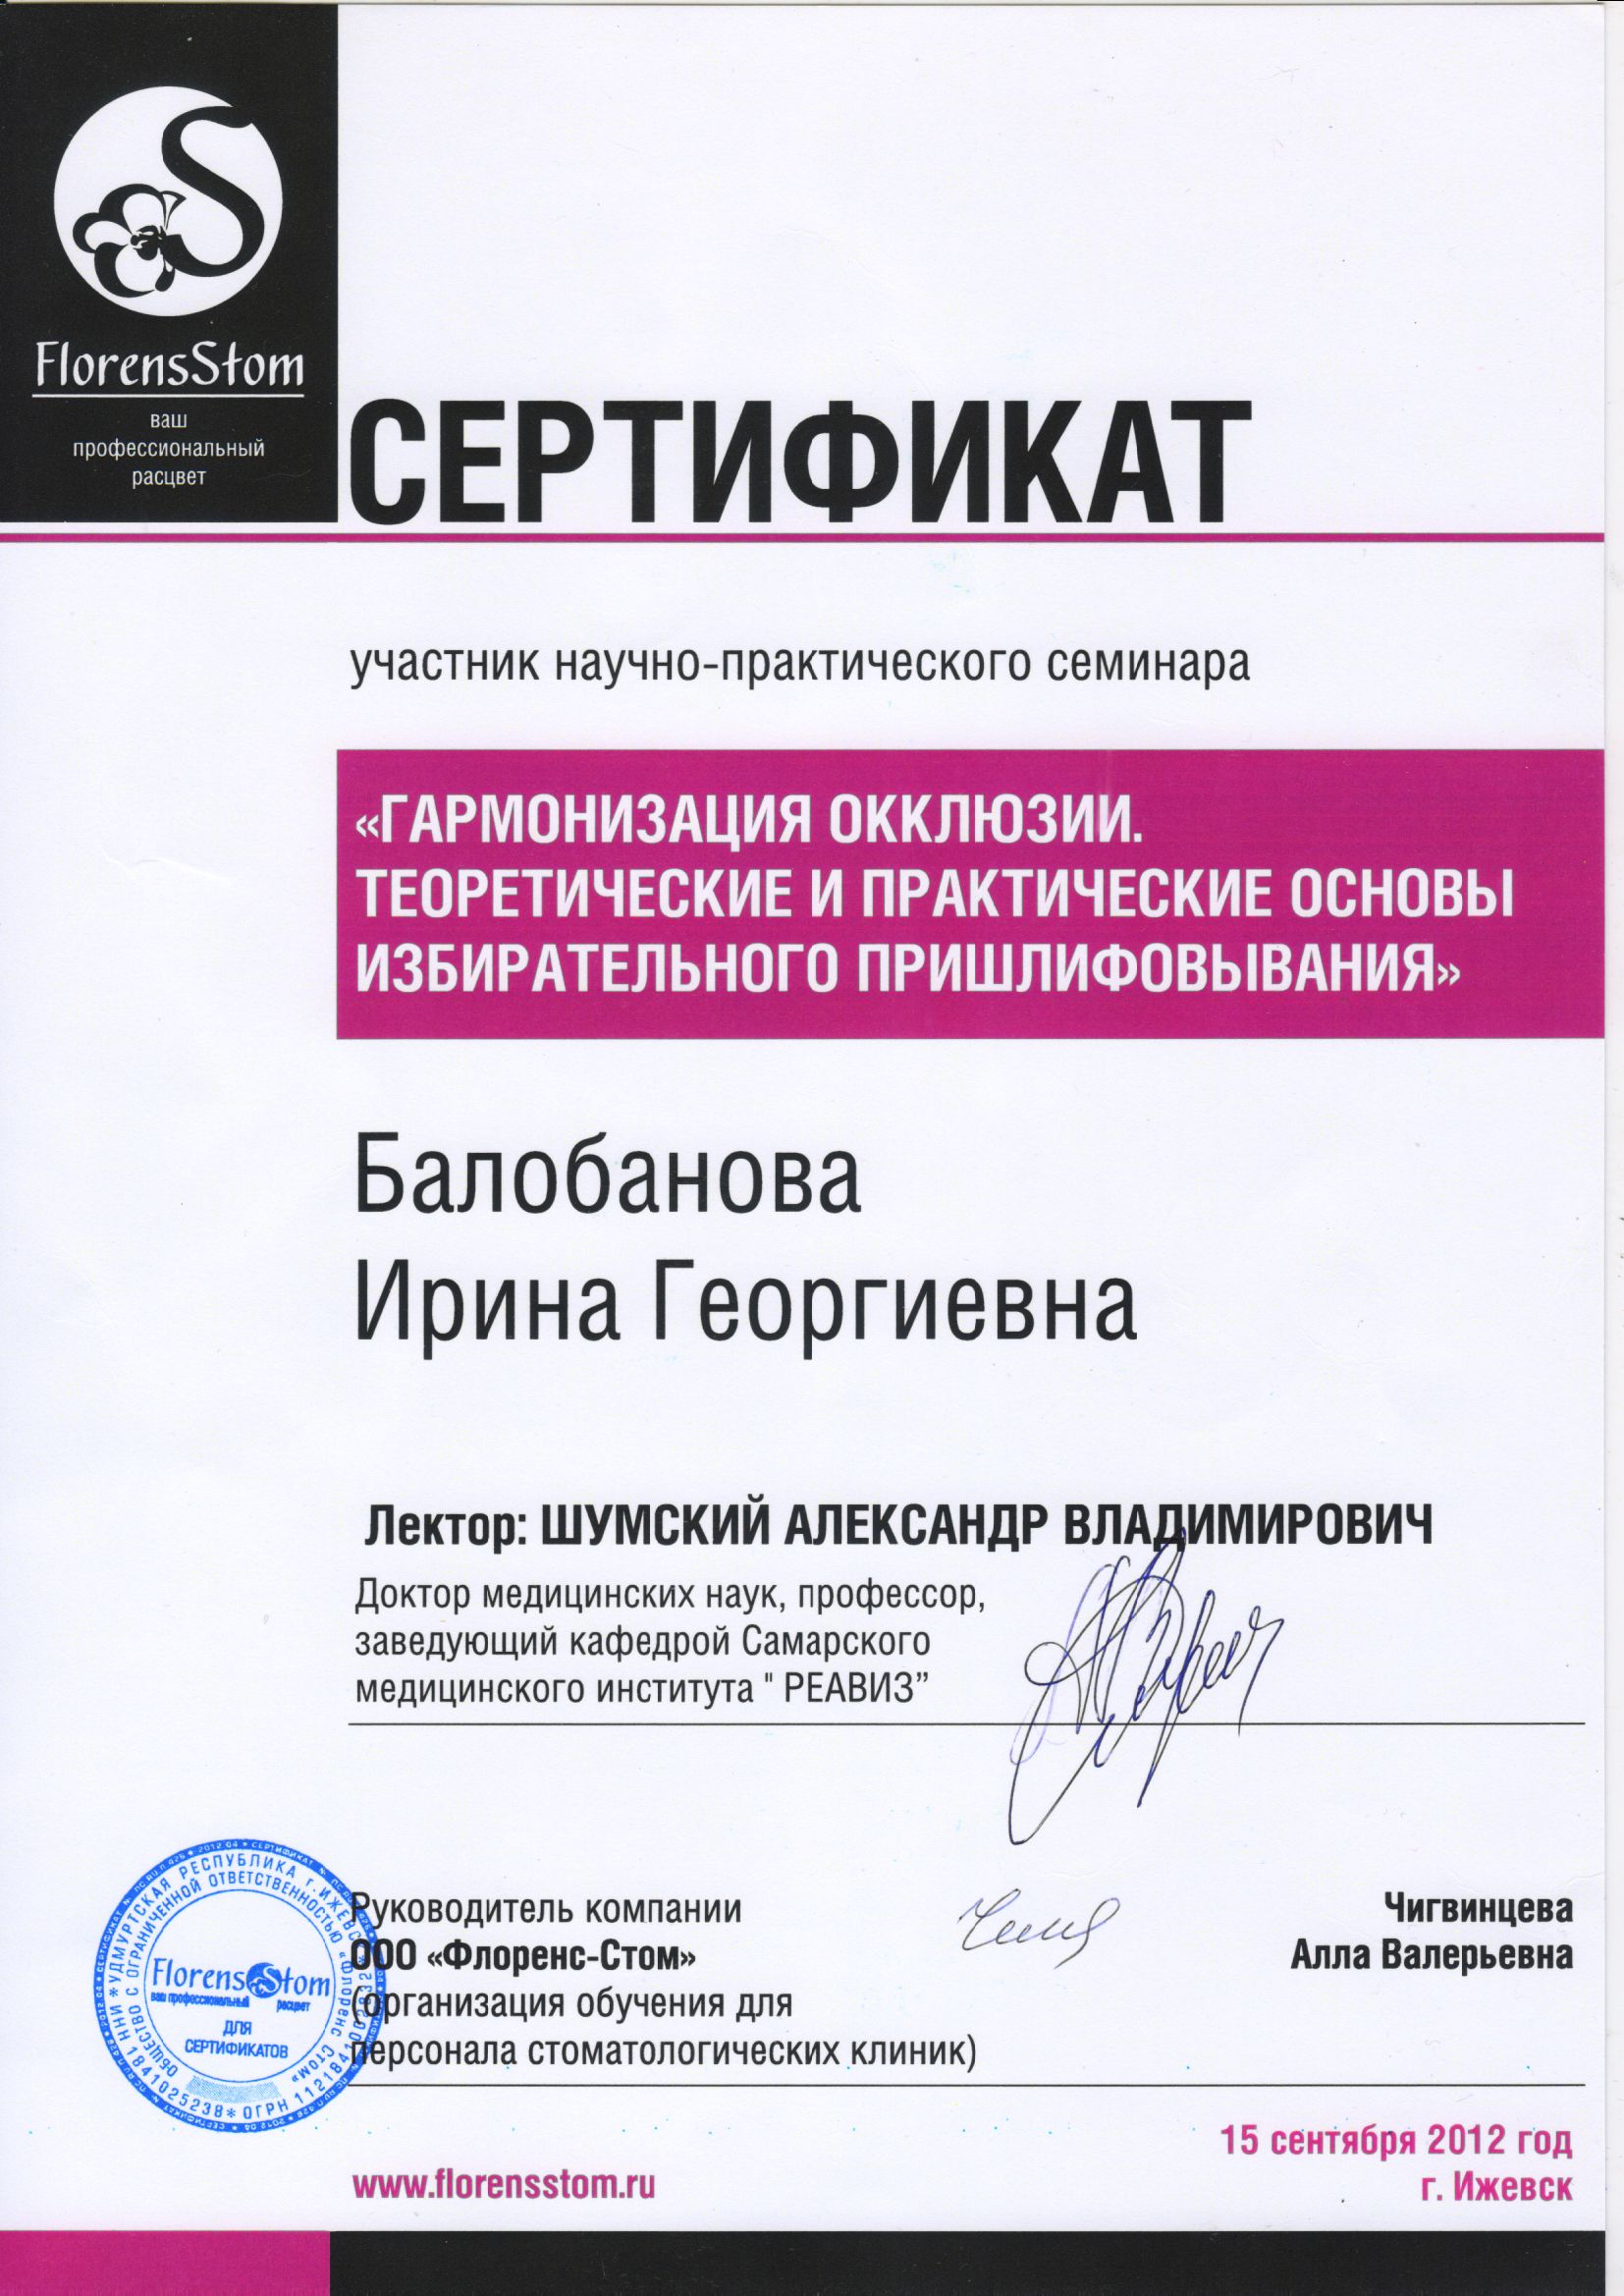 FlorensStom
ваш
профессиональный
расцвет
СЕРТИФИКАТ
участник научно-практического семинара
«ГАРМОНИЗАЦИЯ ОККЛЮЗИИ.
ТЕОРЕТИЧЕСКИЕ И ПРАКТИЧЕСКИЕ ОСНОВЫ
ИЗБИРАТЕЛЬНОГО ПРИШЛИФОВЫВАНИЯ»
Балобанова
Ирина Георгиевна
Лектор: ШУМСКИЙ АЛЕКСАНДР ВЛАДИМИРОВИЧ
Доктор медицинских наук, профессор,
заведующий кафедрой Самарского
медицинского института " РЕАВИЗ”
УДМУРТСКАЯ РЕСПУБЛИКА г. ИЖЕВСК
ОБЩЕСТВО С ОГРАНИЧЕННОЙ ОТВЕТСТВЕННОСТЬЮ «Флоренс Стом»
ИНН 1841025238 * ОГРН
FlorensStom
ваш профессиональный расцвет
ДЛЯ
СЕРТИФИКАТОВ
Руководитель компании
ООО «Флоренс-Стом»
(организация обучения для
персонала стоматологических клиник)
Чигвинцева
Алла Валерьевна
15 сентября 2012 год
г. Ижевск
www.florensstom.ru